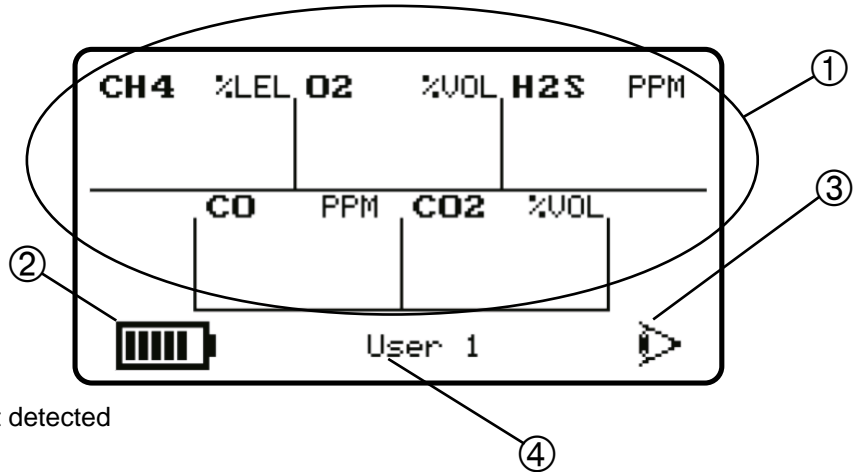 ①
CH4 %LEL O2 %VOL H2S PPM
③
CO PPM CO2 %VOL
②
User 1
detected
④